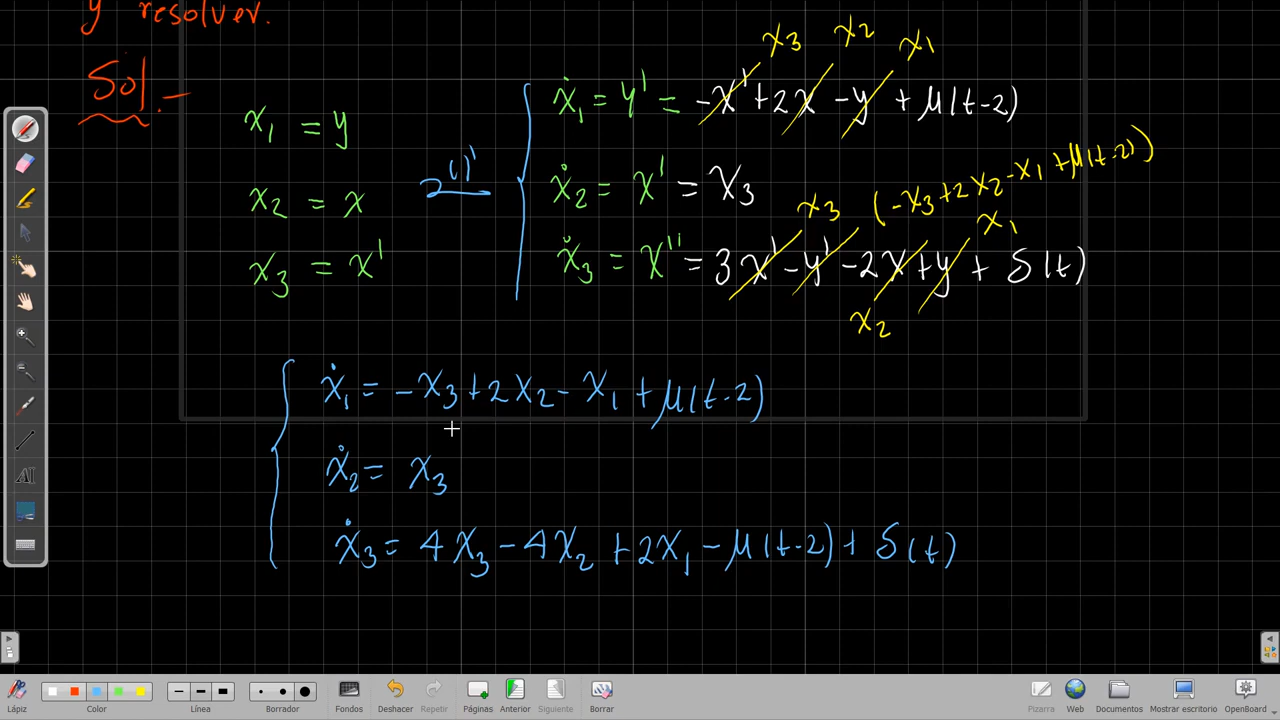 y resolver.
Sol.-
x₁ = y
x₂ = x
x₃ = x'
2 ( )'
x₃ x₂ x₁
ẋ₁ = y' = -x' + 2x - y + μ(t-2)
ẋ₂ = x' = x₃
x₃ (-x₃+2x₂-x₁+μ(t-2))
x₁
ẋ₃ = x'' = 3x' - y' - 2x + y + δ(t)
x₂
ẋ₁ = -x₃ + 2x₂ - x₁ + μ(t-2)
ẋ₂ = x₃
ẋ₃ = 4x₃ - 4x₂ + 2x₁ - μ(t-2) + δ(t)
Lápiz Color Línea Borrador Fondos Deshacer Repetir Páginas Anterior Siguiente Borrar Pizarra Web Documentos Mostrar escritorio OpenBoard